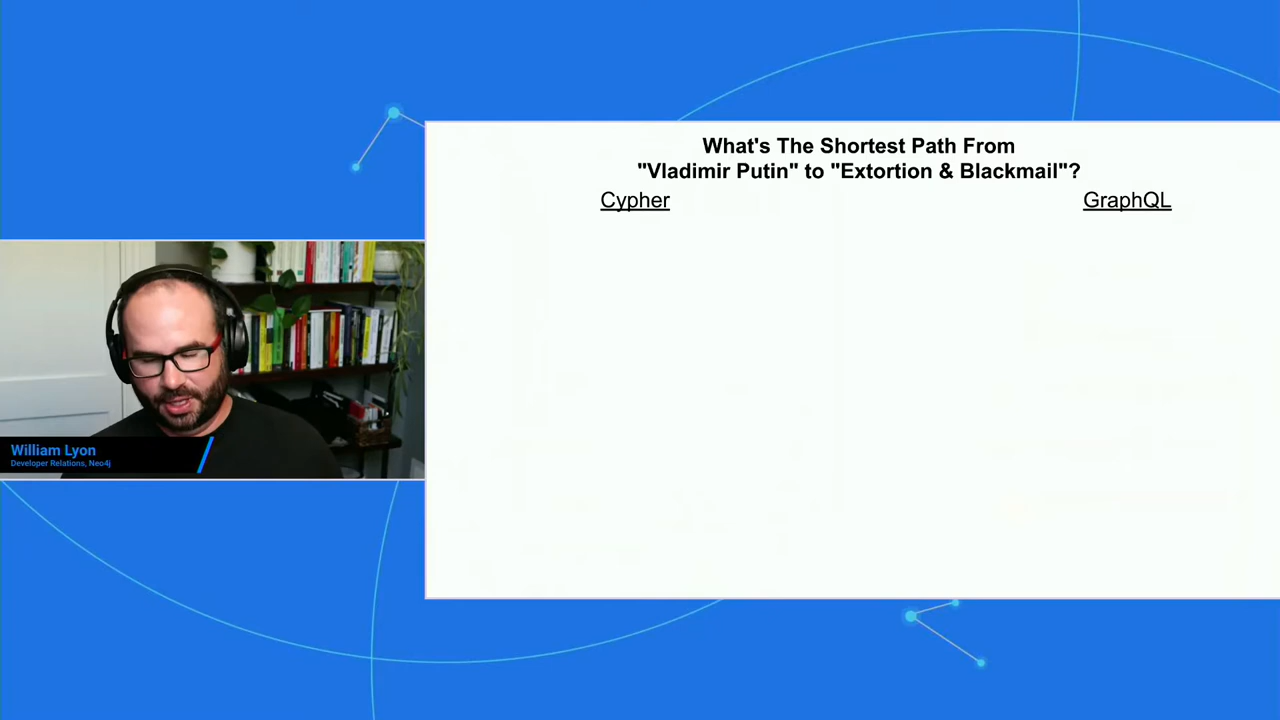 What's The Shortest Path From
"Vladimir Putin" to "Extortion & Blackmail"?
Cypher
GraphQL
William Lyon
Developer Relations, Neo4j